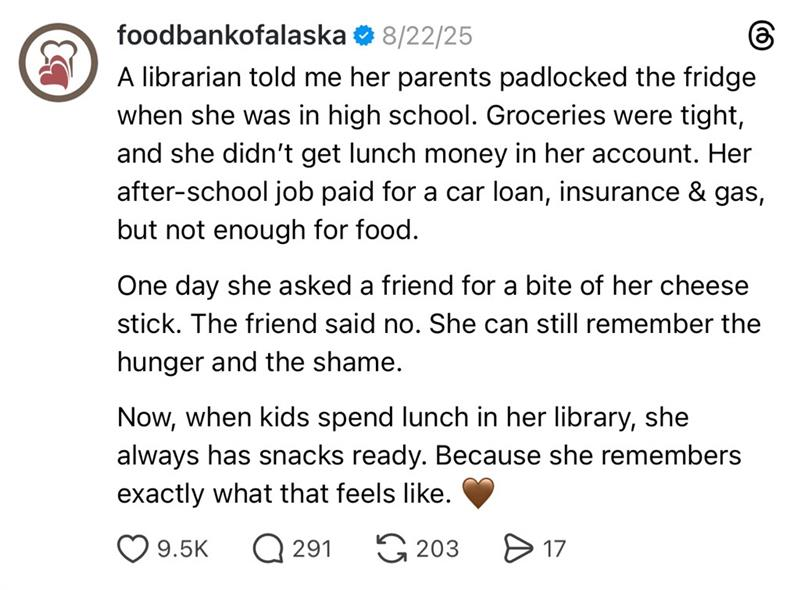 foodbankofalaska 8/22/25
A librarian told me her parents padlocked the fridge
when she was in high school. Groceries were tight,
and she didn’t get lunch money in her account. Her
after-school job paid for a car loan, insurance & gas,
but not enough for food.
One day she asked a friend for a bite of her cheese
stick. The friend said no. She can still remember the
hunger and the shame.
Now, when kids spend lunch in her library, she
always has snacks ready. Because she remembers
exactly what that feels like. 🤎
9.5K 291 203 17